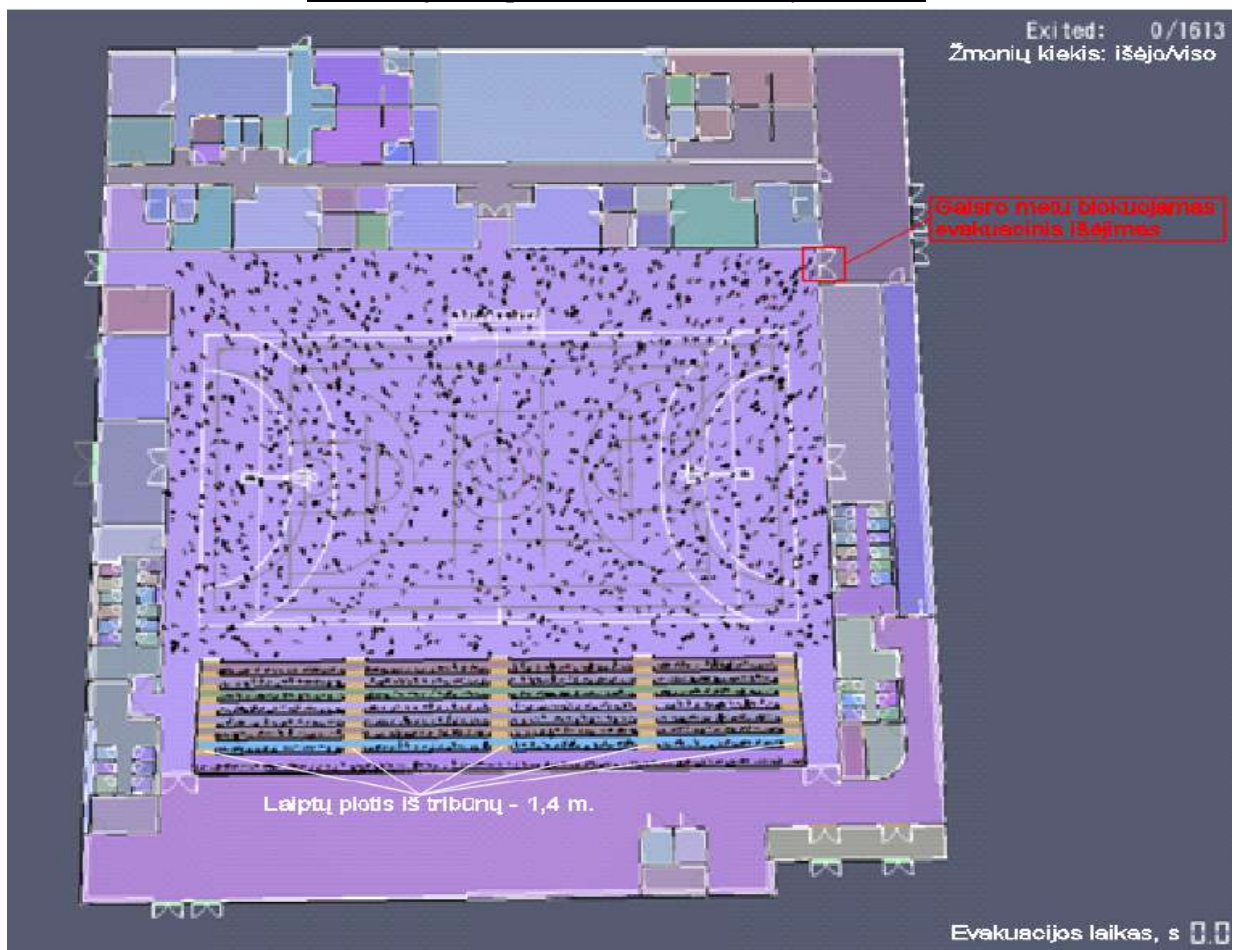 Exited: 0/1613
Žmonių kiekis: išėjo/viso
Gaisro metu blokuojamas
evakuacinis išėjimas
Laiptų plotis iš tribūnų - 1,4 m.
Evakuacijos laikas, s 0.0